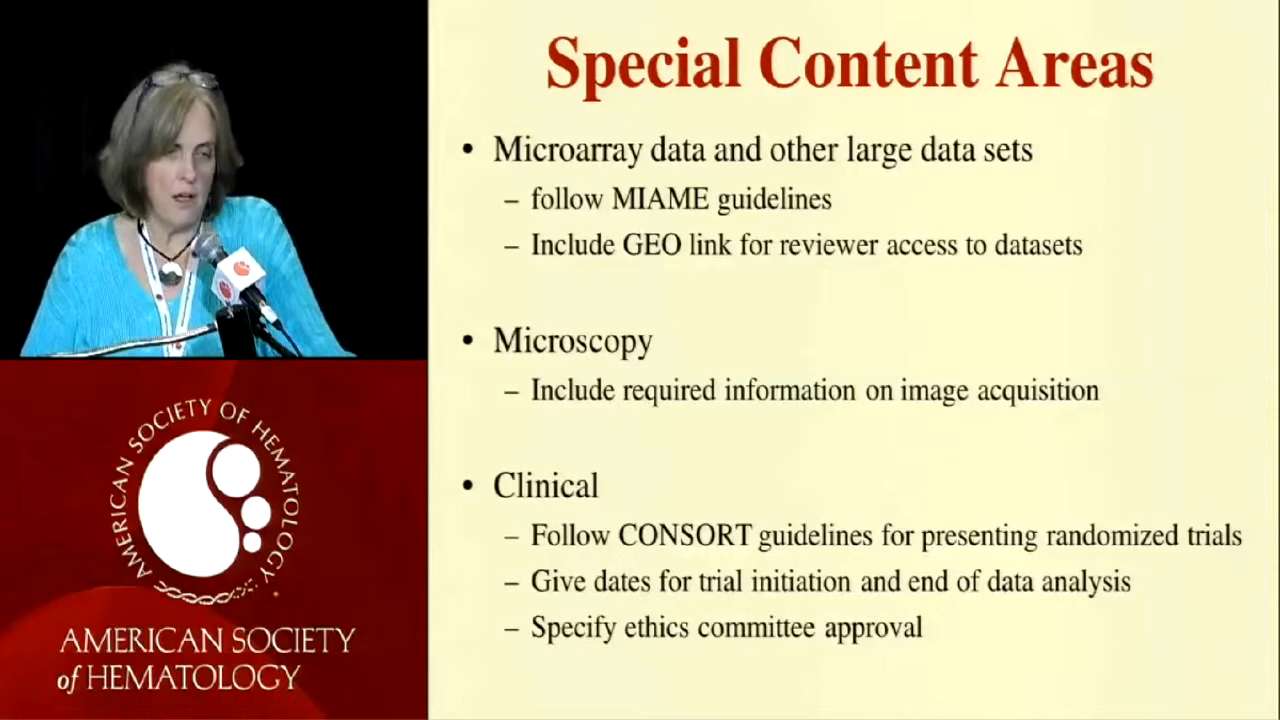 Special Content Areas
• Microarray data and other large data sets
– follow MIAME guidelines
– Include GEO link for reviewer access to datasets
• Microscopy
– Include required information on image acquisition
• Clinical
– Follow CONSORT guidelines for presenting randomized trials
– Give dates for trial initiation and end of data analysis
– Specify ethics committee approval
AMERICAN SOCIETY OF HEMATOLOGY
AMERICAN SOCIETY
of HEMATOLOGY